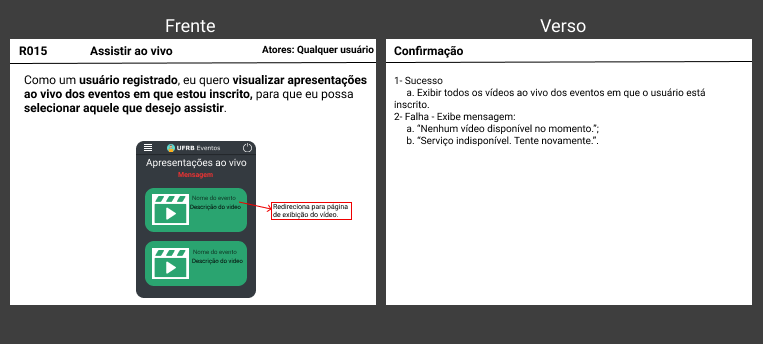 Frente
R015 Assistir ao vivo Atores: Qualquer usuário
Como um usuário registrado, eu quero visualizar apresentações
ao vivo dos eventos em que estou inscrito, para que eu possa
selecionar aquele que desejo assistir.
UFRB Eventos
Apresentações ao vivo
Mensagem
Nome do evento
Descrição do vídeo
Redireciona para página
de exibição do vídeo.
Nome do evento
Descrição do vídeo
Verso
Confirmação
1- Sucesso
a. Exibir todos os vídeos ao vivo dos eventos em que o usuário está
inscrito.
2- Falha - Exibe mensagem:
a. “Nenhum vídeo disponível no momento.”;
b. “Serviço indisponível. Tente novamente.”.